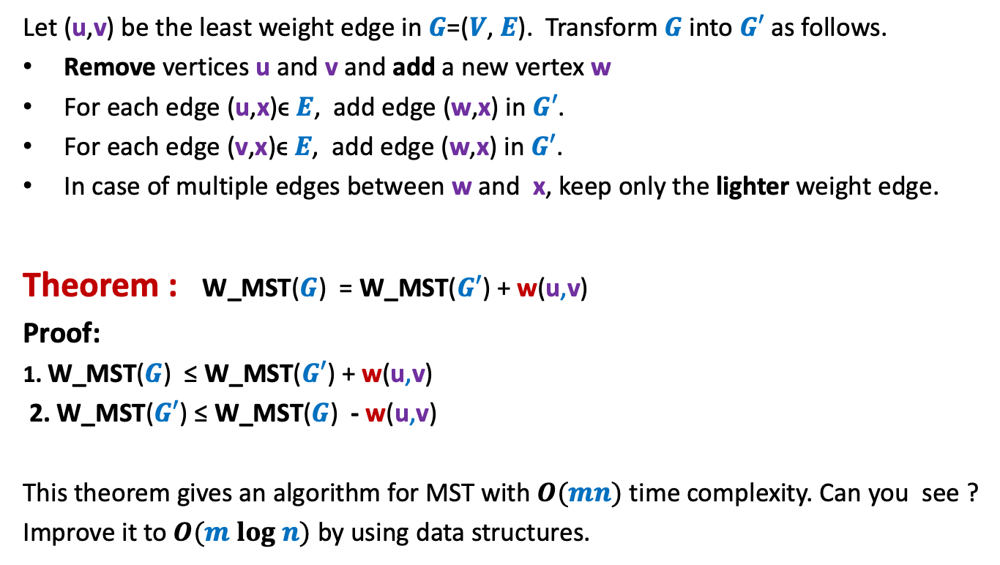 Let (u,v) be the least weight edge in G=(V, E). Transform G into G′ as follows.
• Remove vertices u and v and add a new vertex w
• For each edge (u,x)ϵ E, add edge (w,x) in G′.
• For each edge (v,x)ϵ E, add edge (w,x) in G′.
• In case of multiple edges between w and x, keep only the lighter weight edge.
Theorem : W_MST(G) = W_MST(G′) + w(u,v)
Proof:
1. W_MST(G) ≤ W_MST(G′) + w(u,v)
2. W_MST(G′) ≤ W_MST(G) - w(u,v)
This theorem gives an algorithm for MST with O(mn) time complexity. Can you see ?
Improve it to O(m log n) by using data structures.